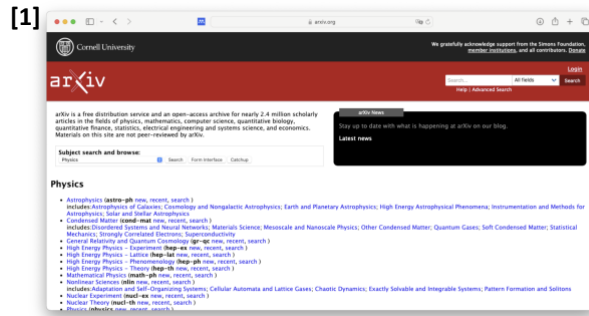 [1]
arxiv.org
Cornell University
We gratefully acknowledge support from the Simons Foundation,
member institutions, and all contributors. Donate
arXiv
Login
Search...
All fields
Search
Help | Advanced Search
arXiv is a free distribution service and an open-access archive for nearly 2.4 million scholarly
articles in the fields of physics, mathematics, computer science, quantitative biology,
quantitative finance, statistics, electrical engineering and systems science, and economics.
Materials on this site are not peer-reviewed by arXiv.
arXiv News
Stay up to date with what is happening at arXiv on our blog.
Latest news
Subject search and browse:
Physics
Search
Form Interface
Catchup
Physics
• Astrophysics (astro-ph new, recent, search )
includes:Astrophysics of Galaxies; Cosmology and Nongalactic Astrophysics; Earth and Planetary Astrophysics; High Energy Astrophysical Phenomena; Instrumentation and Methods for
Astrophysics; Solar and Stellar Astrophysics
• Condensed Matter (cond-mat new, recent, search )
includes:Disordered Systems and Neural Networks; Materials Science; Mesoscale and Nanoscale Physics; Other Condensed Matter; Quantum Gases; Soft Condensed Matter; Statistical
Mechanics; Strongly Correlated Electrons; Superconductivity
• General Relativity and Quantum Cosmology (gr-qc new, recent, search )
• High Energy Physics - Experiment (hep-ex new, recent, search )
• High Energy Physics - Lattice (hep-lat new, recent, search )
• High Energy Physics - Phenomenology (hep-ph new, recent, search )
• High Energy Physics - Theory (hep-th new, recent, search )
• Mathematical Physics (math-ph new, recent, search )
• Nonlinear Sciences (nlin new, recent, search )
includes:Adaptation and Self-Organizing Systems; Cellular Automata and Lattice Gases; Chaotic Dynamics; Exactly Solvable and Integrable Systems; Pattern Formation and Solitons
• Nuclear Experiment (nucl-ex new, recent, search )
• Nuclear Theory (nucl-th new, recent, search )
• Physics (physics new, recent, search )